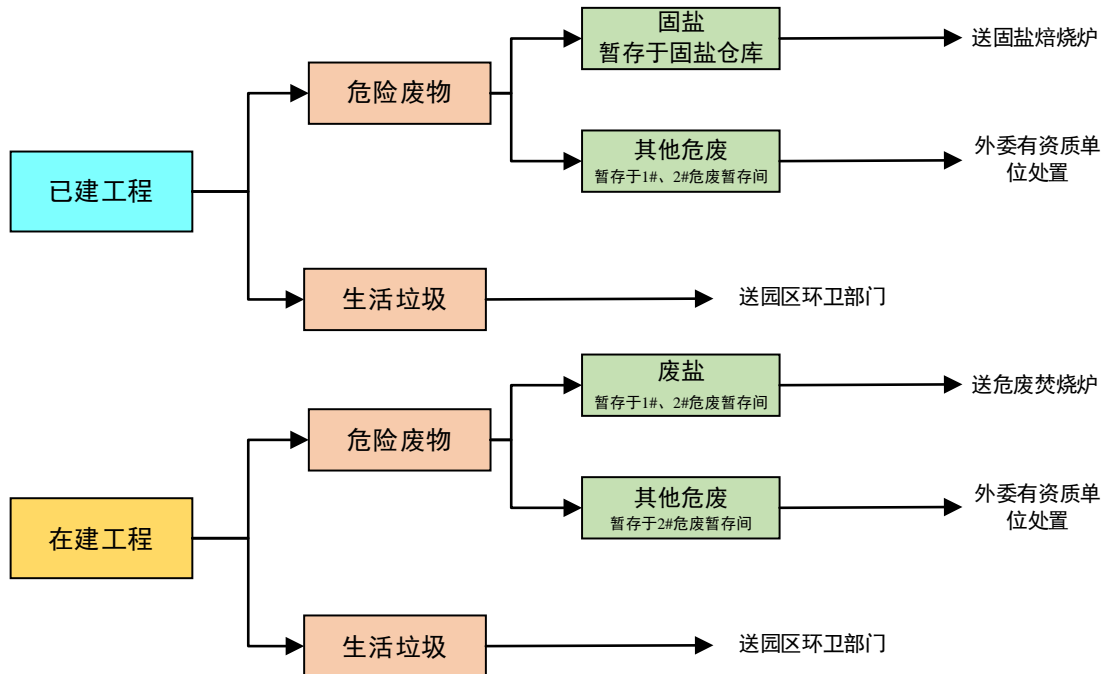 固盐
暂存于固盐仓库
送固盐焙烧炉
危险废物
其他危废
暂存于1#、2#危废暂存间
外委有资质单
位处置
已建工程
生活垃圾
送园区环卫部门
废盐
暂存于1#、2#危废暂存间
送危废焚烧炉
危险废物
其他危废
暂存于2#危废暂存间
外委有资质单
位处置
在建工程
生活垃圾
送园区环卫部门